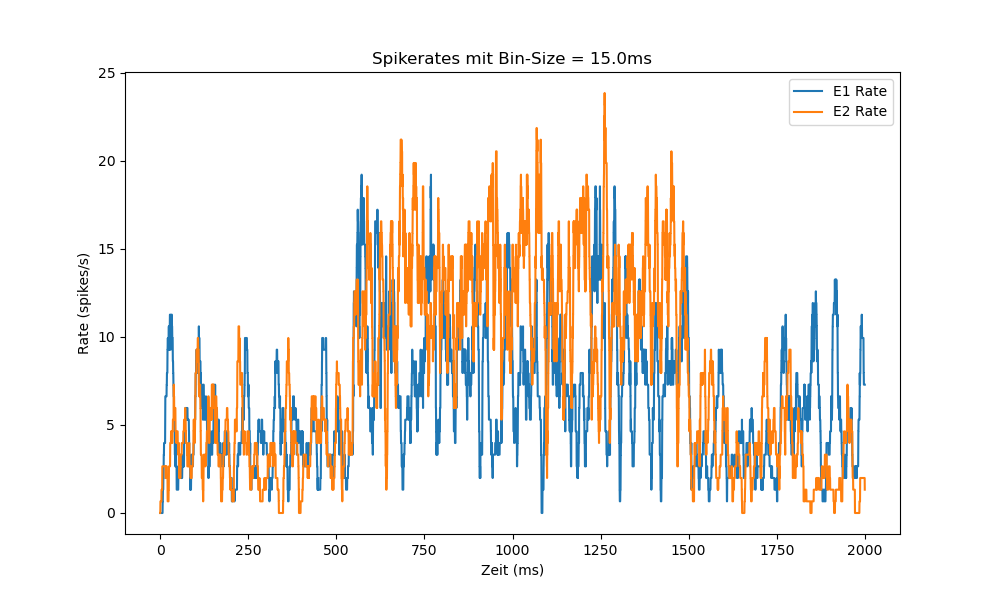 Spikerates mit Bin-Size = 15.0ms
E1 Rate
E2 Rate
Rate (spikes/s)
25
20
15
10
5
0
0 250 500 750 1000 1250 1500 1750 2000
Zeit (ms)